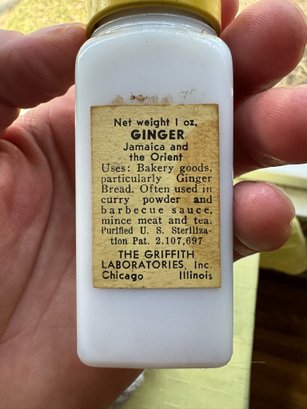 Net weight 1 oz.
GINGER
Jamaica and
the Orient
Uses: Bakery goods,
particularly Ginger
Bread. Often used in
curry powder and
barbecue sauce,
mince meat and tea.
Purified U. S. Steriliza-
tion Pat. 2,107,697
THE GRIFFITH
LABORATORIES, Inc.
Chicago Illinois